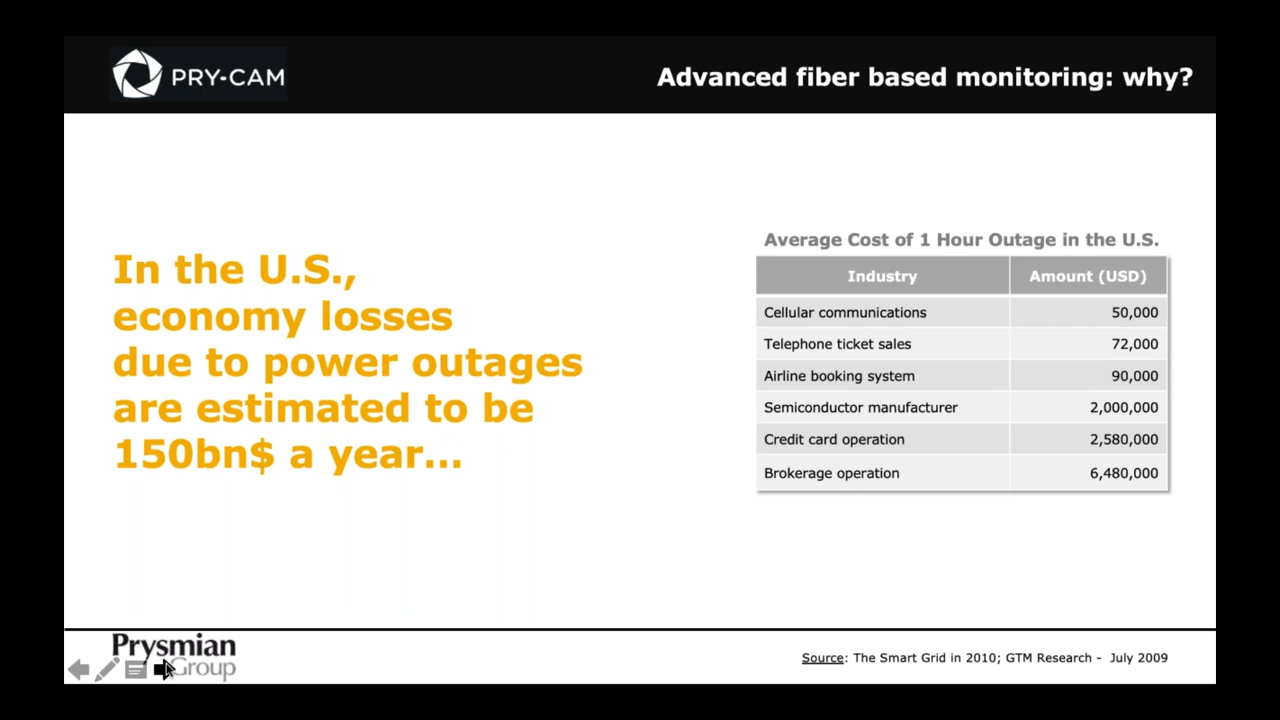 PRY-CAM
Advanced fiber based monitoring: why?
In the U.S.,
economy losses
due to power outages
are estimated to be
150bn$ a year...
Average Cost of 1 Hour Outage in the U.S.
Industry Amount (USD)
Cellular communications 50,000
Telephone ticket sales 72,000
Airline booking system 90,000
Semiconductor manufacturer 2,000,000
Credit card operation 2,580,000
Brokerage operation 6,480,000
Prysmian
Group
Source: The Smart Grid in 2010; GTM Research - July 2009